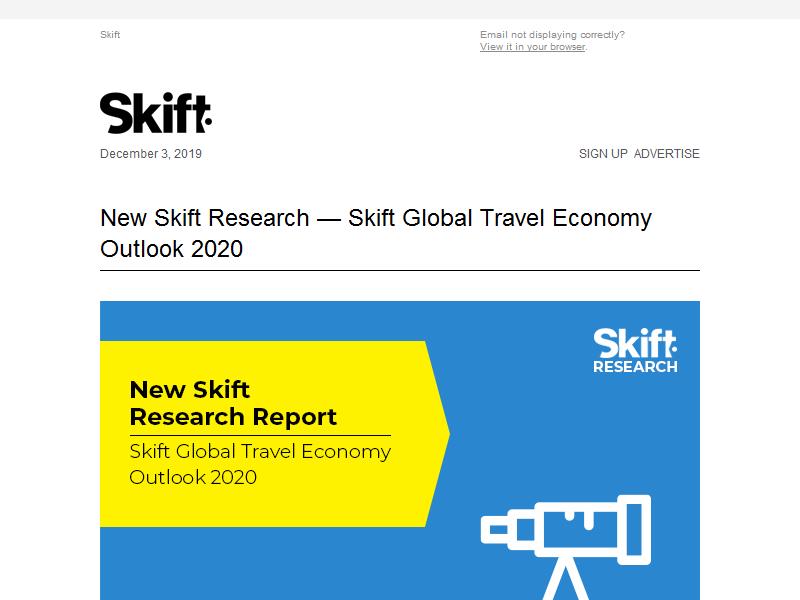 Skift
Email not displaying correctly?
View it in your browser.
Skift
December 3, 2019
SIGN UP ADVERTISE
New Skift Research — Skift Global Travel Economy
Outlook 2020
Skift
RESEARCH
New Skift
Research Report
Skift Global Travel Economy
Outlook 2020